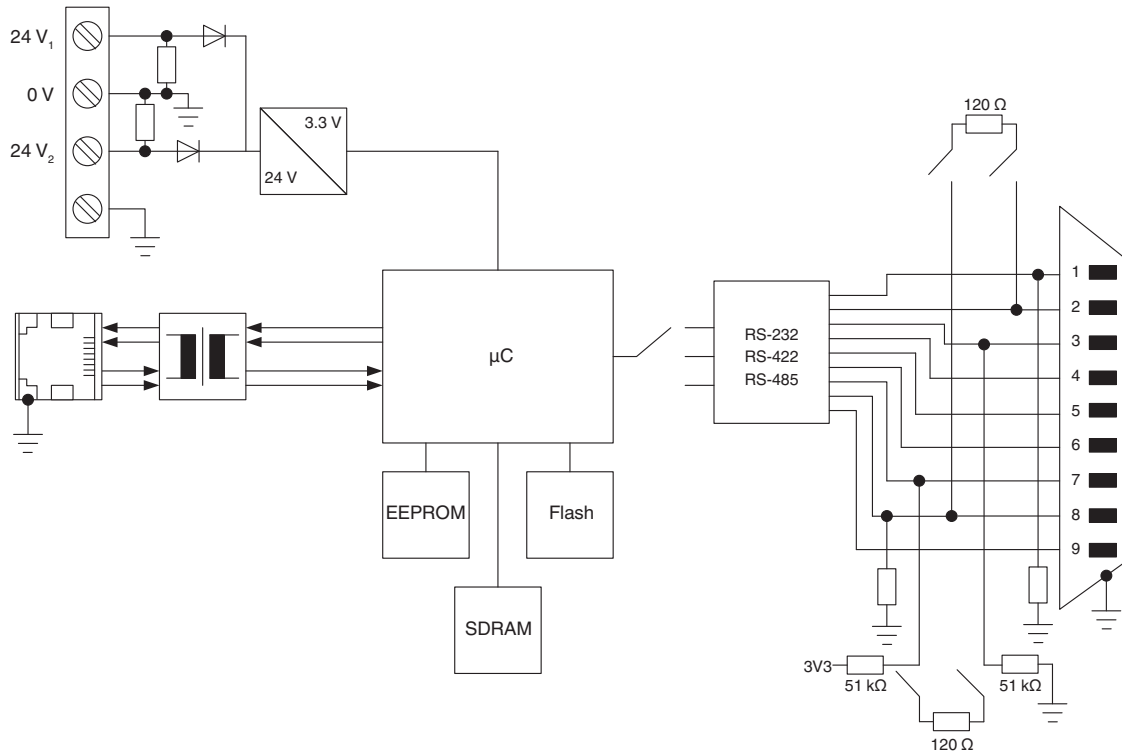 24 V₁
0 V
24 V₂
3.3 V
24 V
120 Ω
µC
RS-232
RS-422
RS-485
1
2
3
4
5
6
7
8
9
EEPROM
Flash
SDRAM
3V3
51 kΩ
51 kΩ
120 Ω